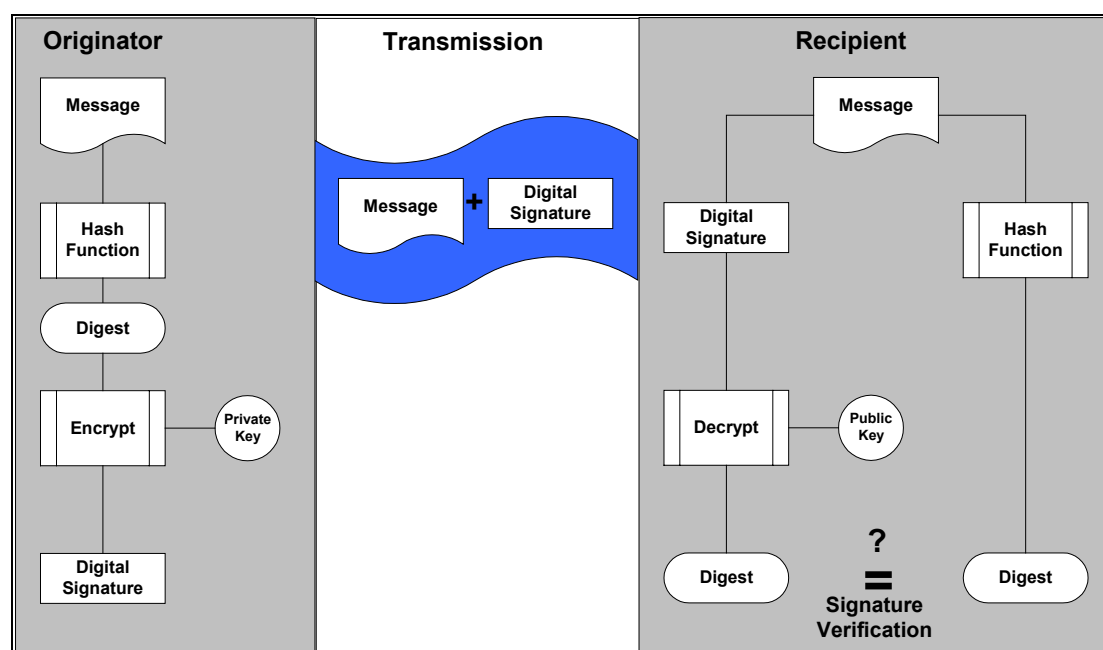 Originator
Message
Hash
Function
Digest
Encrypt
Private
Key
Digital
Signature
Transmission
Message
+
Digital
Signature
Recipient
Message
Digital
Signature
Hash
Function
Decrypt
Public
Key
Digest
?
=
Signature
Verification
Digest